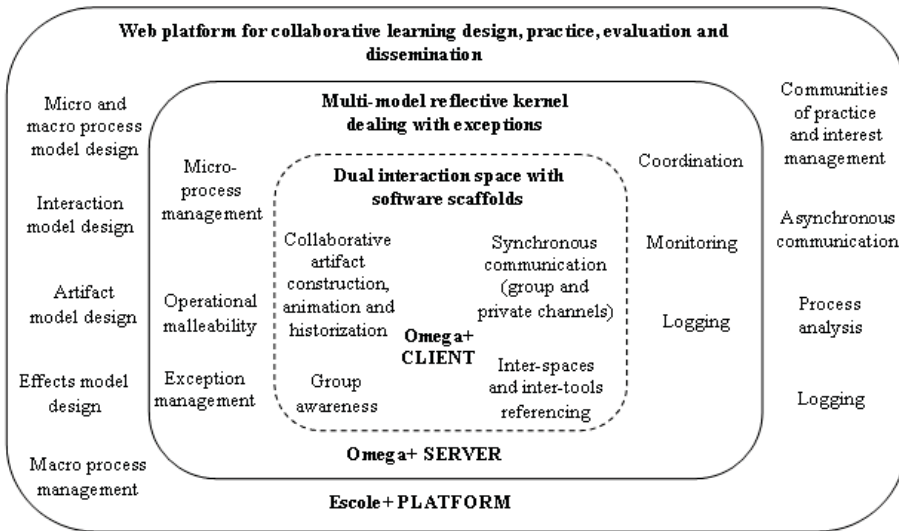 Web platform for collaborative learning design, practice, evaluation and
dissemination
Micro and
macro process
model design
Interaction
model design
Artifact
model design
Effects model
design
Macro process
management
Multi-model reflective kernel
dealing with exceptions
Micro-
process
management
Operational
malleability
Exception
management
Dual interaction space with
software scaffolds
Collaborative
artifact
construction,
animation and
historization
Group
awareness
Synchronous
communication
(group and
private channels)
Inter-spaces
and inter-tools
referencing
Omega+
CLIENT
Coordination
Monitoring
Logging
Omega+ SERVER
Communities
of practice
and interest
management
Asynchronous
communication
Process
analysis
Logging
Escole+ PLATFORM